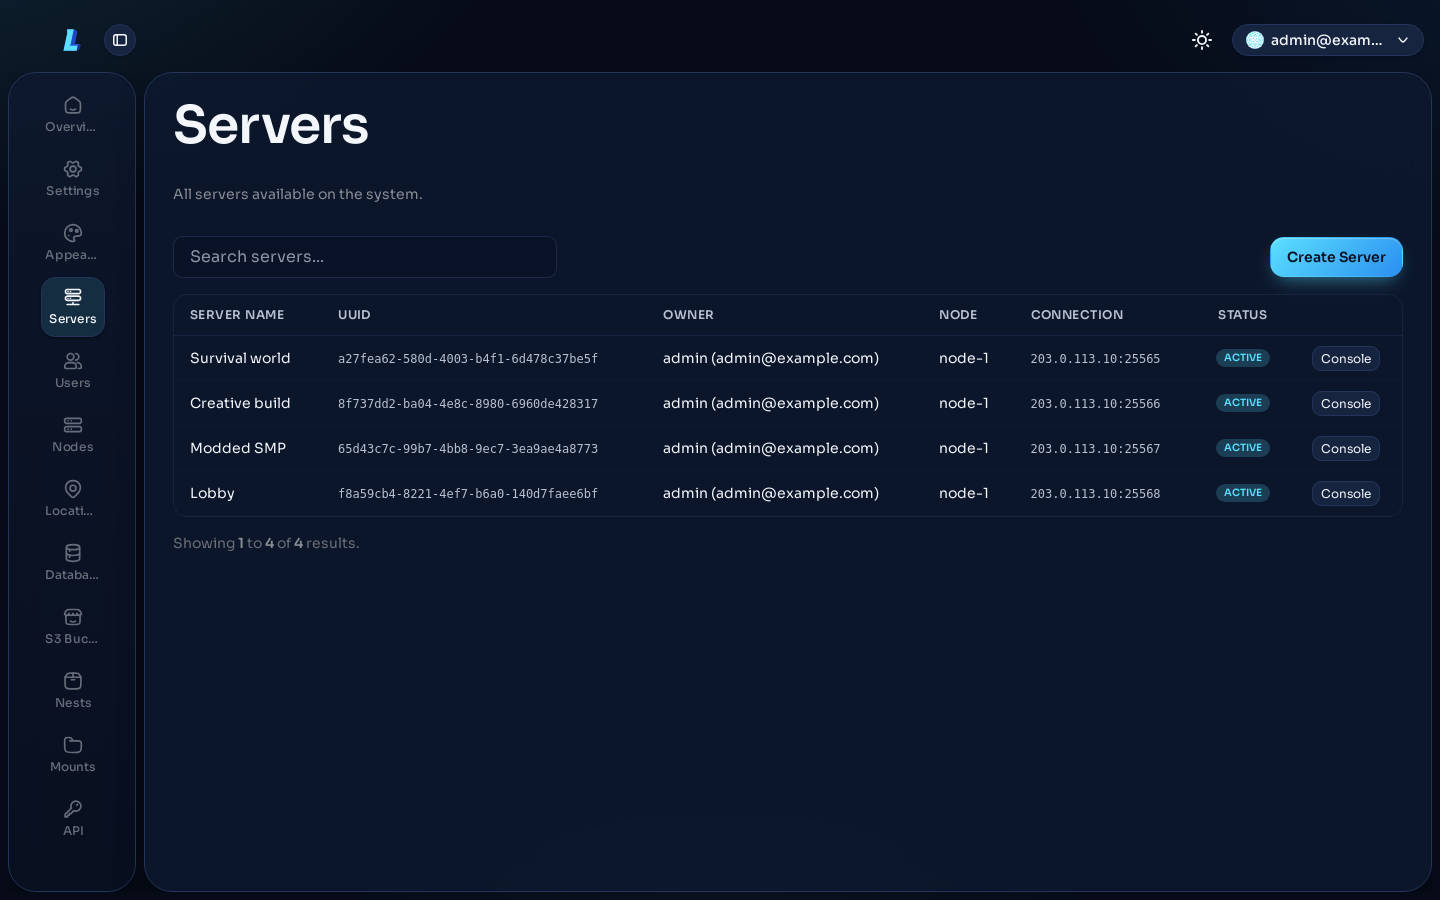 L
admin@exam...
Overvi...
Settings
Appea...
Servers
Users
Nodes
Locati...
Databa...
S3 Buc...
Nests
Mounts
API
Servers
All servers available on the system.
Search servers...
Create Server
SERVER NAME UUID OWNER NODE CONNECTION STATUS
Survival world a27fea62-580d-4003-b4f1-6d478c37be5f admin (admin@example.com) node-1 203.0.113.10:25565 ACTIVE Console
Creative build 8f737dd2-ba04-4e8c-8980-6960de428317 admin (admin@example.com) node-1 203.0.113.10:25566 ACTIVE Console
Modded SMP 65d43c7c-99b7-4bb8-9ec7-3ea9ae4a8773 admin (admin@example.com) node-1 203.0.113.10:25567 ACTIVE Console
Lobby f8a59cb4-8221-4ef7-b6a0-140d7faee6bf admin (admin@example.com) node-1 203.0.113.10:25568 ACTIVE Console
Showing 1 to 4 of 4 results.